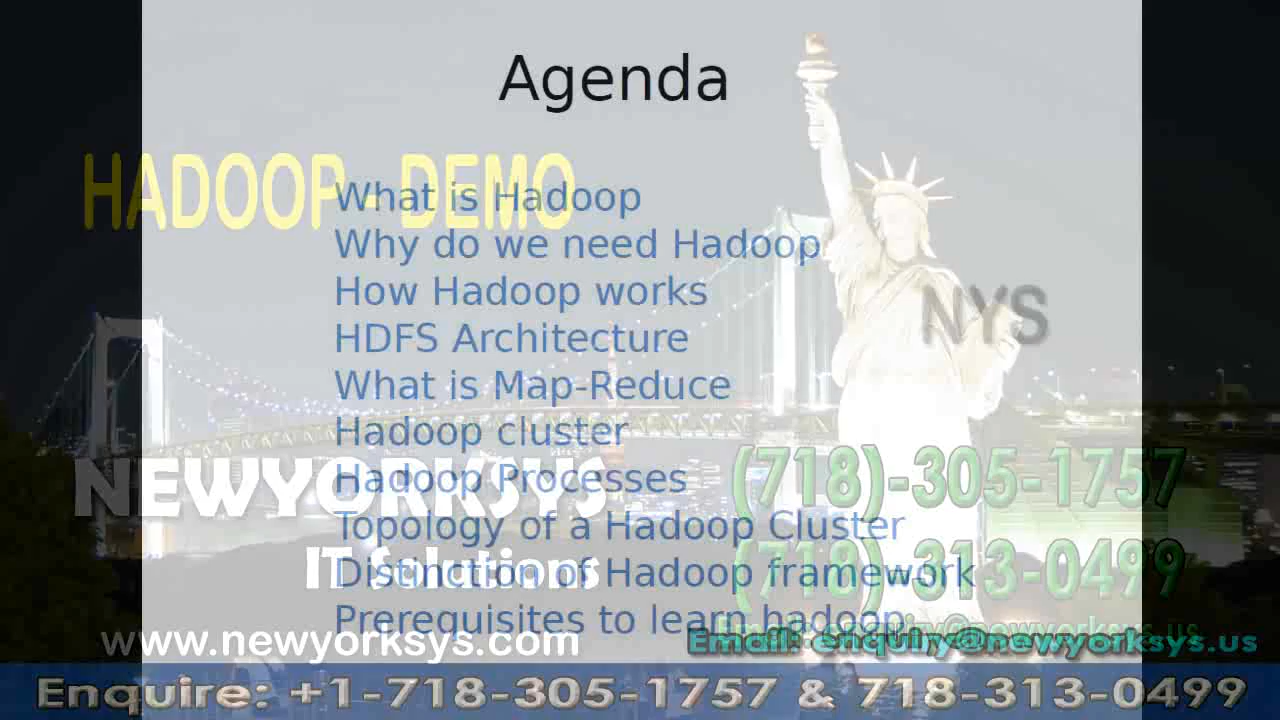 Agenda
HADOOP - DEMO
What is Hadoop
Why do we need Hadoop
How Hadoop works
NYS
HDFS Architecture
What is Map-Reduce
Hadoop cluster
NEWYORKSYS
Hadoop Processes
(718)-305-1757
Topology of a Hadoop Cluster
IT Solutions
Distinction of Hadoop framework
(718)-313-0499
Prerequisites to learn hadoop.
www.newyorksys.com
Email: enquiry@newyorksys.us
Enquire: +1-718-305-1757 & 718-313-0499